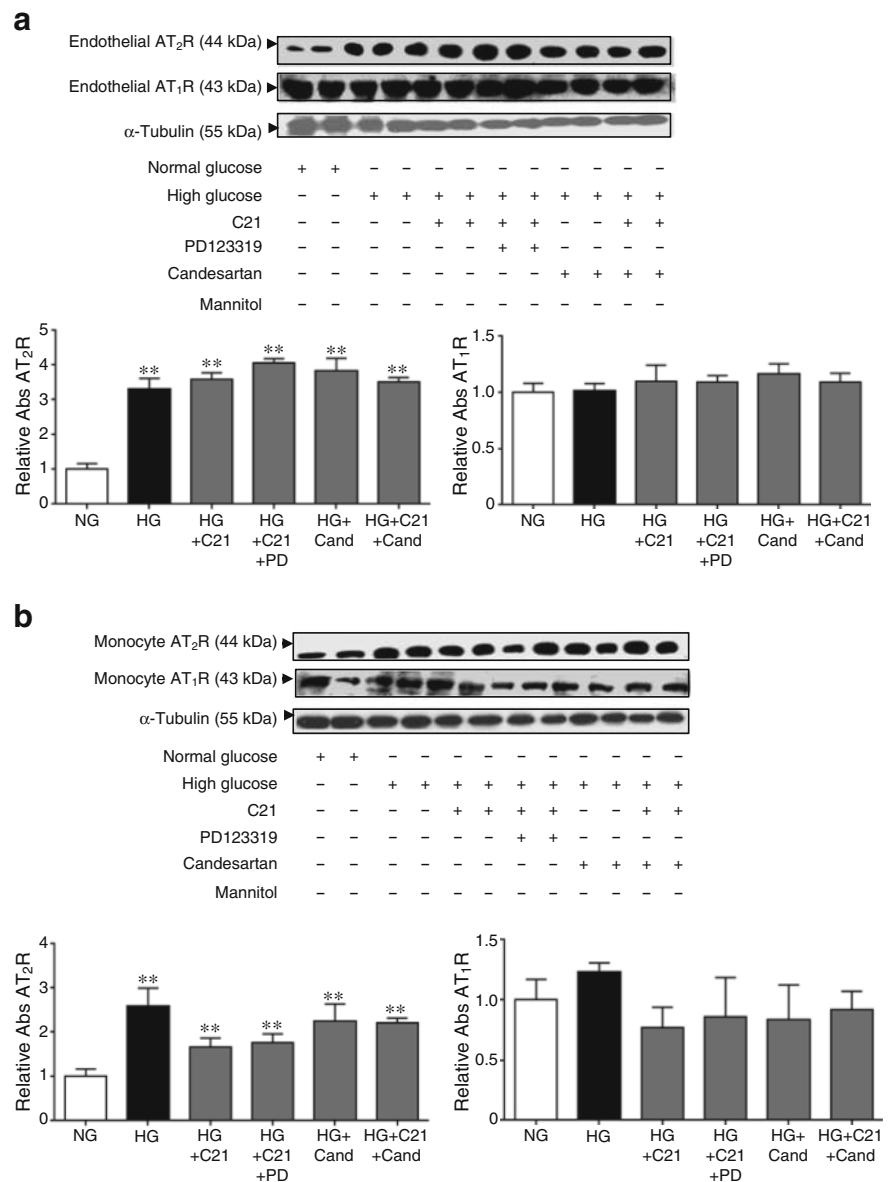 a
Endothelial AT2R (44 kDa)
Endothelial AT1R (43 kDa)
α-Tubulin (55 kDa)
Normal glucose + + – – – – – – – – – –
High glucose – – + + + + + + + + + +
C21 – – – – + + + + – – + +
PD123319 – – – – – – + + – – – –
Candesartan – – – – – – – – + + + +
Mannitol – – – – – – – – – – – –
Relative Abs AT2R
5
4
3
2
1
0
** ** ** ** **
NG HG HG +C21 HG +C21 +PD HG+ Cand HG+C21 +Cand
Relative Abs AT1R
1.5
1.0
0.5
0
NG HG HG +C21 HG +C21 +PD HG+ Cand HG+C21 +Cand
b
Monocyte AT2R (44 kDa)
Monocyte AT1R (43 kDa)
α-Tubulin (55 kDa)
Normal glucose + + – – – – – – – – – –
High glucose – – + + + + + + + + + +
C21 – – – – + + + + – – + +
PD123319 – – – – – – + + – – – –
Candesartan – – – – – – – – + + + +
Mannitol – – – – – – – – – – – –
Relative Abs AT2R
4
3
2
1
0
** ** ** ** **
NG HG HG +C21 HG +C21 +PD HG+ Cand HG+C21 +Cand
Relative Abs AT1R
1.5
1.0
0.5
0
NG HG HG +C21 HG +C21 +PD HG+ Cand HG+C21 +Cand